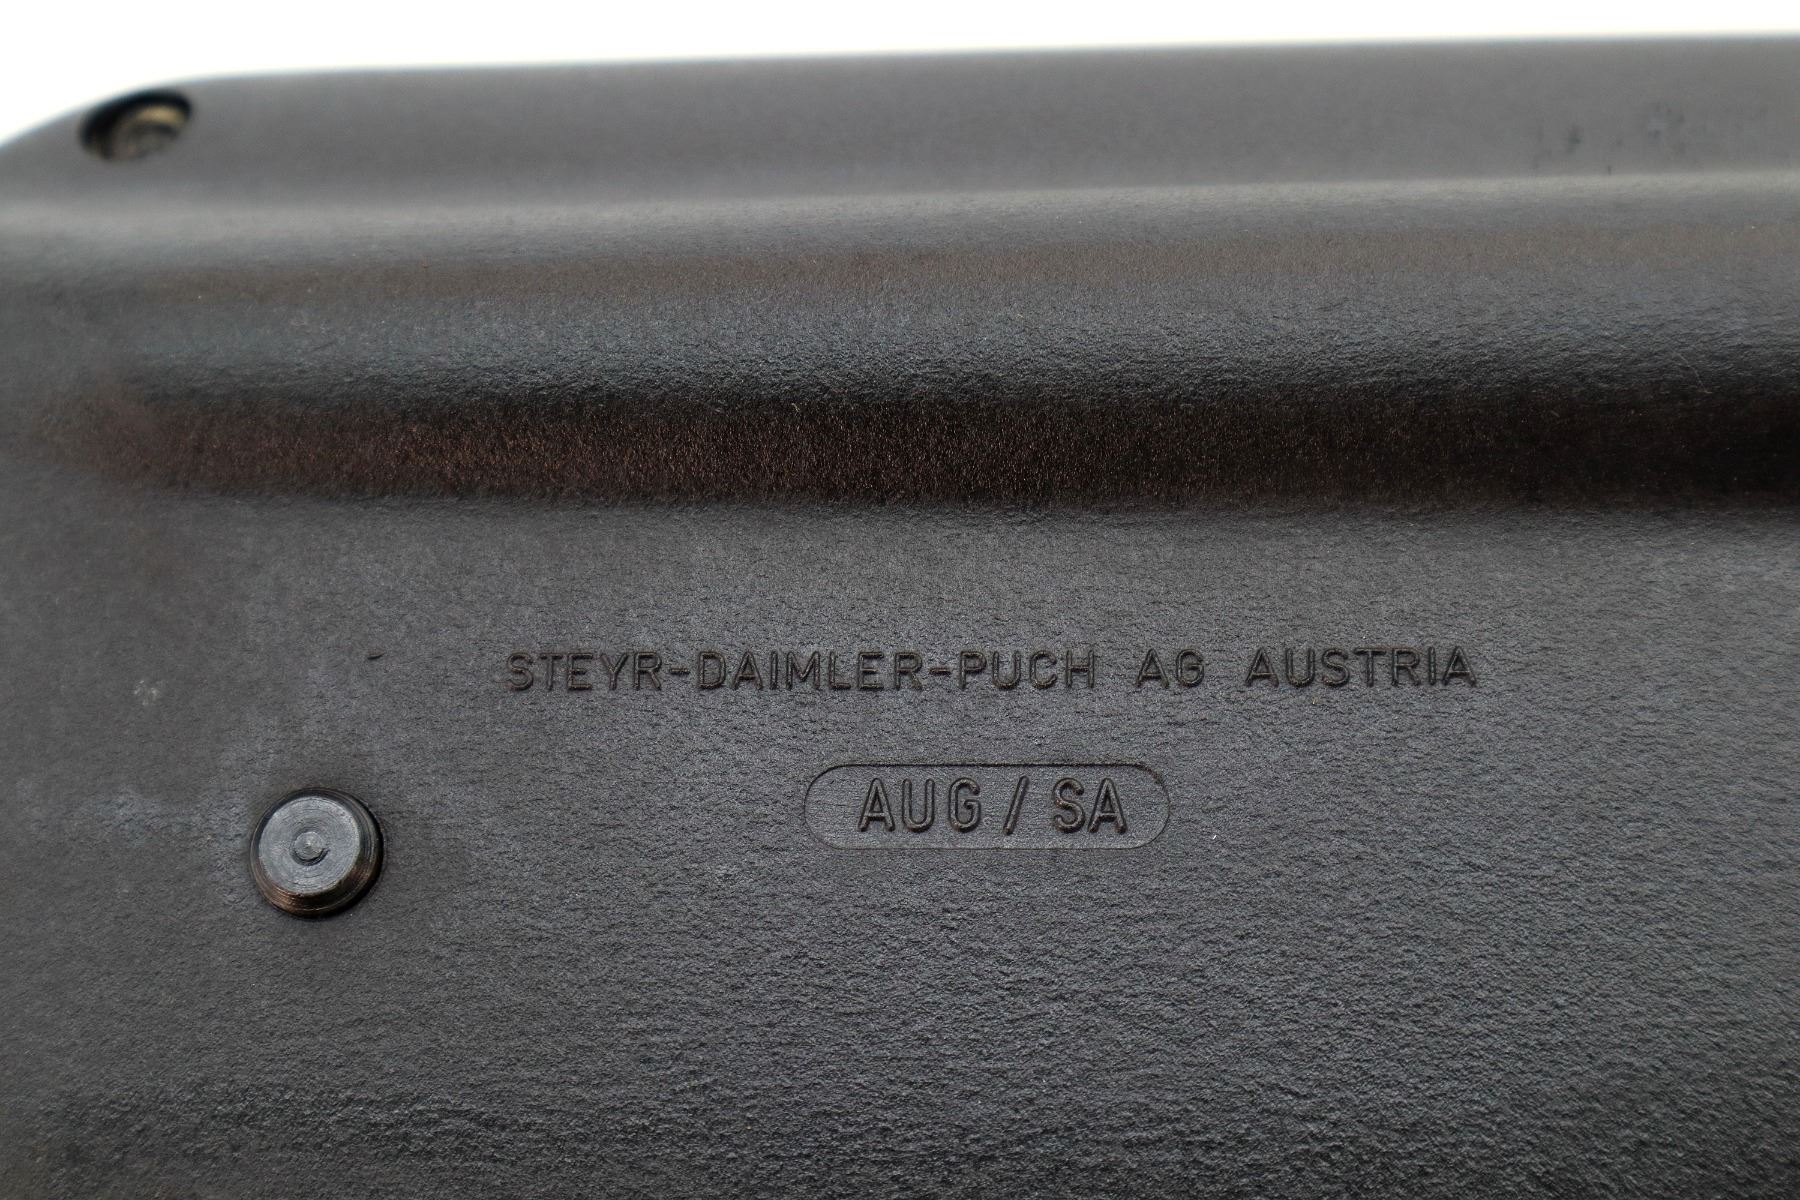 STEYR-DAIMLER-PUCH AG AUSTRIA
AUG / SA